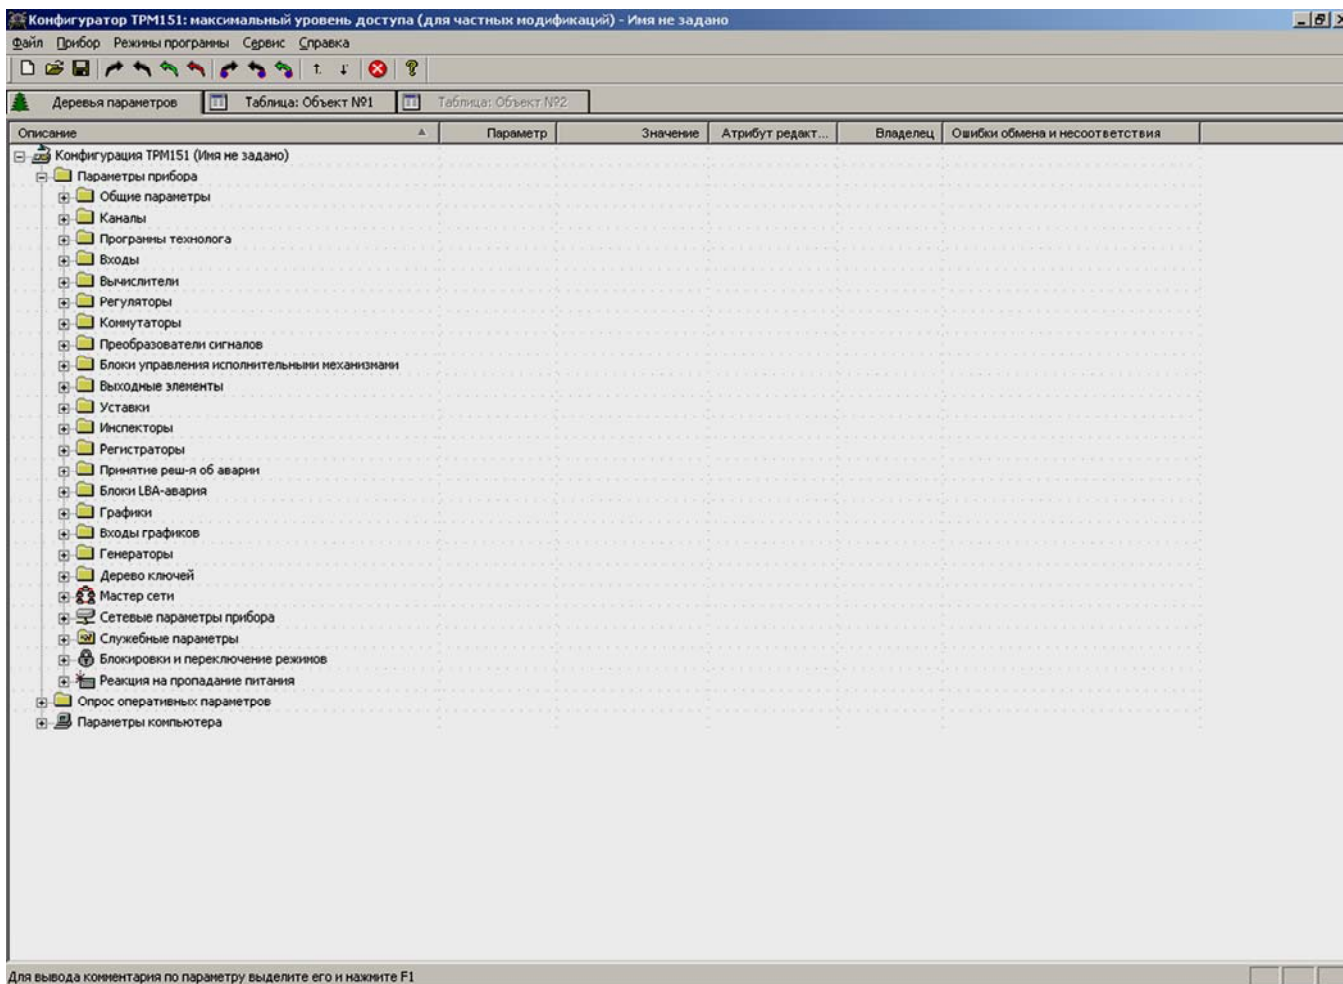 Конфигуратор ТРМ151: максимальный уровень доступа (для частных модификаций) - Имя не задано
Файл Прибор Режимы программы Сервис Справка
Деревья параметров Таблица: Объект №1 Таблица: Объект №2
Описание Параметр Значение Атрибут редакт... Владелец Ошибки обмена и несоответствия
Конфигурация ТРМ151 (Имя не задано)
Параметры прибора
Общие параметры
Каналы
Программы технолога
Входы
Вычислители
Регуляторы
Коммутаторы
Преобразователи сигналов
Блоки управления исполнительными механизмами
Выходные элементы
Уставки
Инспекторы
Регистраторы
Принятие реш-я об аварии
Блоки LBA-авария
Графики
Входы графиков
Генераторы
Дерево ключей
Мастер сети
Сетевые параметры прибора
Служебные параметры
Блокировки и переключение режимов
Реакция на пропадание питания
Опрос оперативных параметров
Параметры компьютера
Для вывода комментария по параметру выделите его и нажмите F1